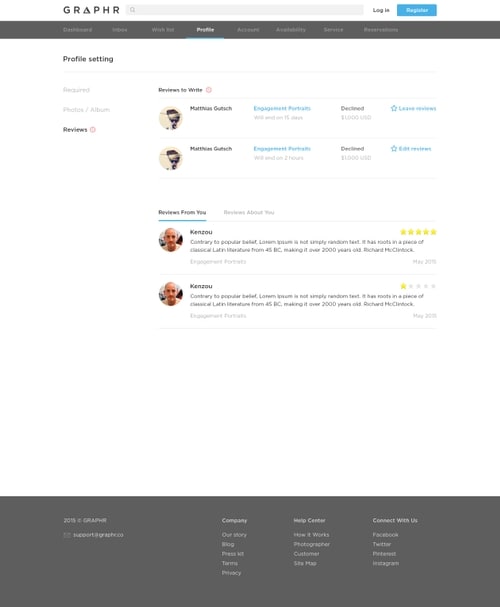 GRAPHR
Log in
Register
Dashboard
Inbox
Wish list
Profile
Account
Availability
Service
Reservations
Profile setting
Required
Photos / Album
Reviews
Reviews to Write
Matthias Gutsch
Engagement Portraits
Declined
Leave reviews
Will end on 15 days
$1,000 USD
Matthias Gutsch
Engagement Portraits
Declined
Edit reviews
Will end on 2 hours
$1,000 USD
Reviews From You
Reviews About You
Kenzou
Contrary to popular belief, Lorem Ipsum is not simply random text. It has roots in a piece of
classical Latin literature from 45 BC, making it over 2000 years old. Richard McClintock.
Engagement Portraits
May 2015
Kenzou
Contrary to popular belief, Lorem Ipsum is not simply random text. It has roots in a piece of
classical Latin literature from 45 BC, making it over 2000 years old. Richard McClintock.
Engagement Portraits
May 2015
2015 © GRAPHR
support@graphr.co
Company
Our story
Blog
Press kit
Terms
Privacy
Help Center
How it Works
Photographer
Customer
Site Map
Connect With Us
Facebook
Twitter
Pinterest
Instagram